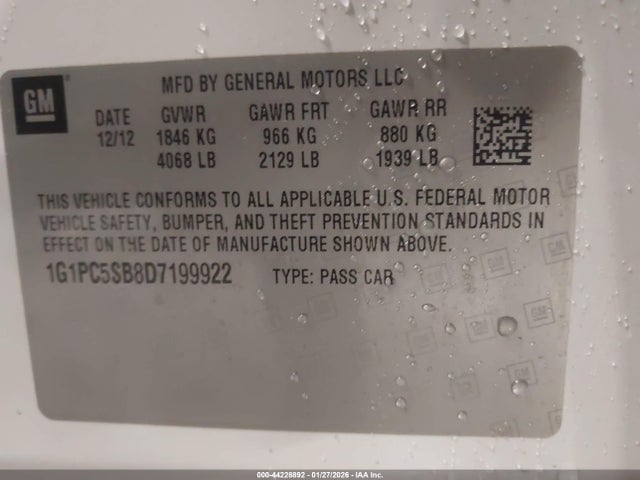 GM
MFD BY GENERAL MOTORS LLC
DATE GVWR GAWR FRT GAWR RR
12/12 1846 KG 966 KG 880 KG
4068 LB 2129 LB 1939 LB
THIS VEHICLE CONFORMS TO ALL APPLICABLE U.S. FEDERAL MOTOR
VEHICLE SAFETY, BUMPER, AND THEFT PREVENTION STANDARDS IN
EFFECT ON THE DATE OF MANUFACTURE SHOWN ABOVE.
1G1PC5SB8D7199922 TYPE: PASS CAR
000-44228892 - 01/27/2026 - IAA Inc.